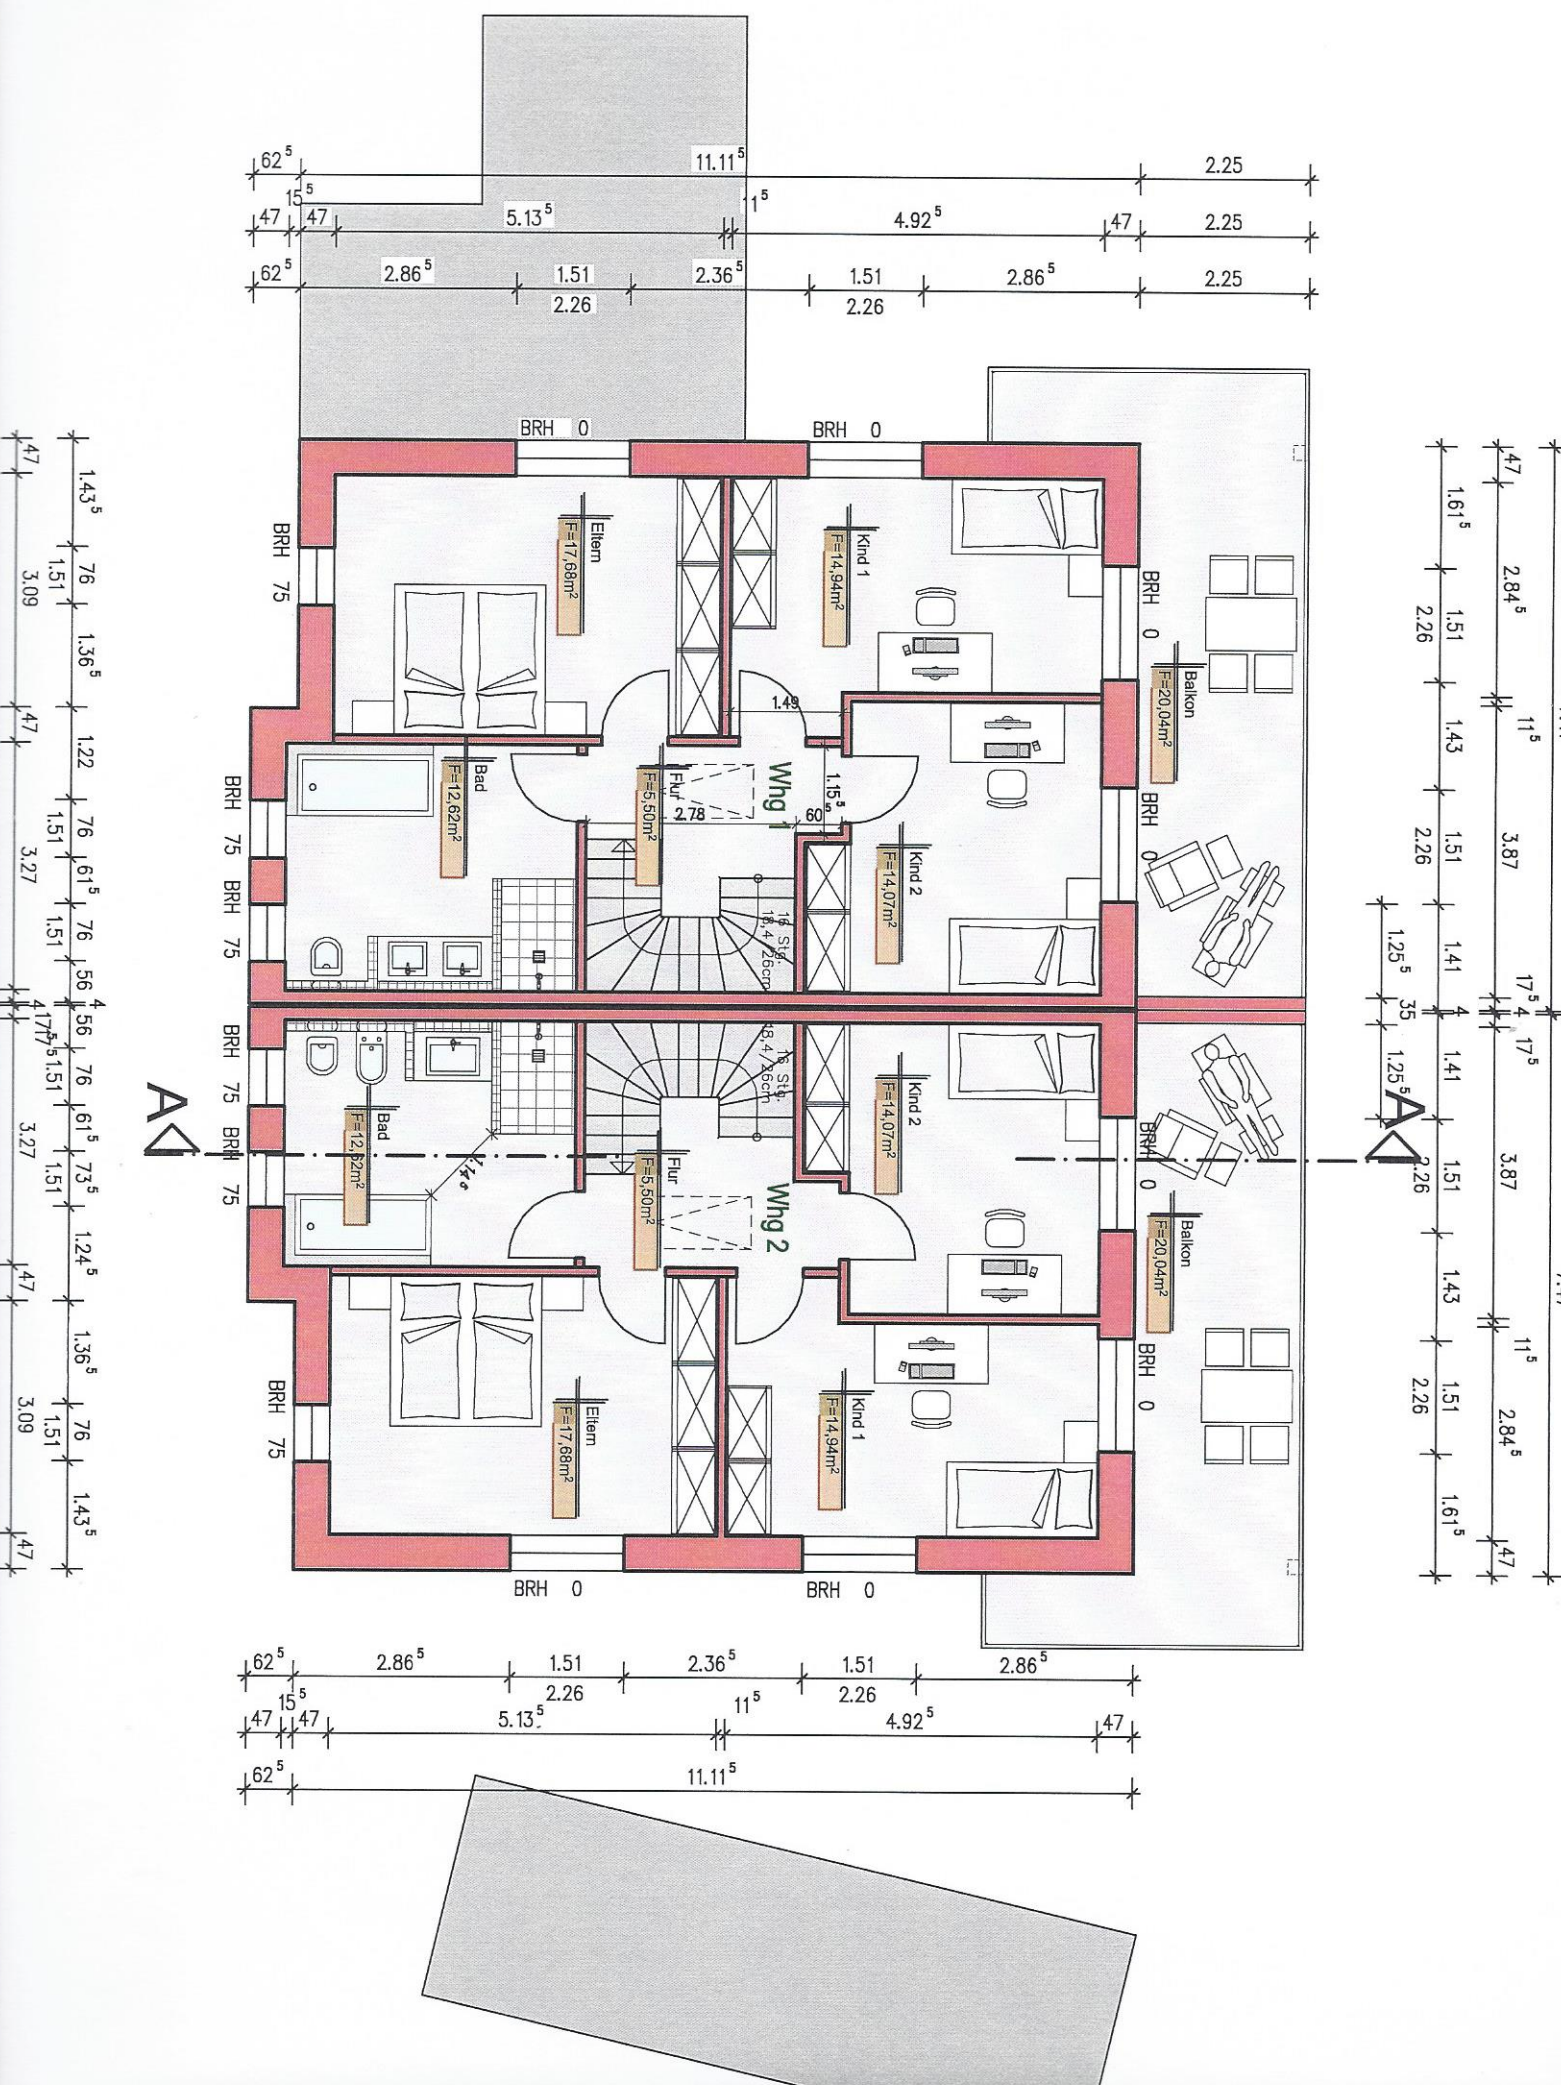 62⁵ 11.11⁵ 2.25
15⁵ 11⁵
47 47 5.13⁵ 4.92⁵ 47 2.25
62⁵ 2.86⁵ 1.51 2.36⁵ 1.51 2.86⁵ 2.25
2.26 2.26
BRH 0 BRH 0
47 3.09 47 3.27
1.43⁵ 76 1.36⁵ 1.22 76 61⁵ 76 56 4
1.51 1.51 1.51
BRH 75
BRH 75
BRH 75
Eltern
F=17,68m²
Kind 1
F=14,94m²
Balkon
F=20,04m²
BRH 0
BRH 0
1.49
Bad
F=12,62m²
Flur
F=5,50m²
Whg 1
1.15⁵
2.78 60⁵
Kind 2
F=14,07m²
16 Stg.
18,4/26cm
47 2.84⁵ 11⁵ 3.87 17⁵ 4
1.61⁵ 1.51 1.43 1.51 1.41 4
2.26 2.26
1.25⁵ 35 1.25⁵
4 17⁵ 3.27 47 3.09 47
56 76 61⁵ 73⁵ 1.24⁵ 1.36⁵ 76 1.43⁵
1.51 1.51 1.51
BRH 75
BRH 75
BRH 75
A
A
16 Stg.
18,4/26cm
Bad
F=12,62m²
Flur
F=5,50m²
Whg 2
Kind 2
F=14,07m²
Balkon
F=20,04m²
BRH 0
BRH 0
Eltern
F=17,68m²
Kind 1
F=14,94m²
17⁵ 3.87 11⁵ 2.84⁵ 47
1.41 1.51 1.43 1.51 1.61⁵
2.26 2.26
BRH 0 BRH 0
62⁵ 2.86⁵ 1.51 2.36⁵ 1.51 2.86⁵
2.26 2.26
15⁵ 11⁵
47 47 5.13⁵ 4.92⁵ 47
62⁵ 11.11⁵